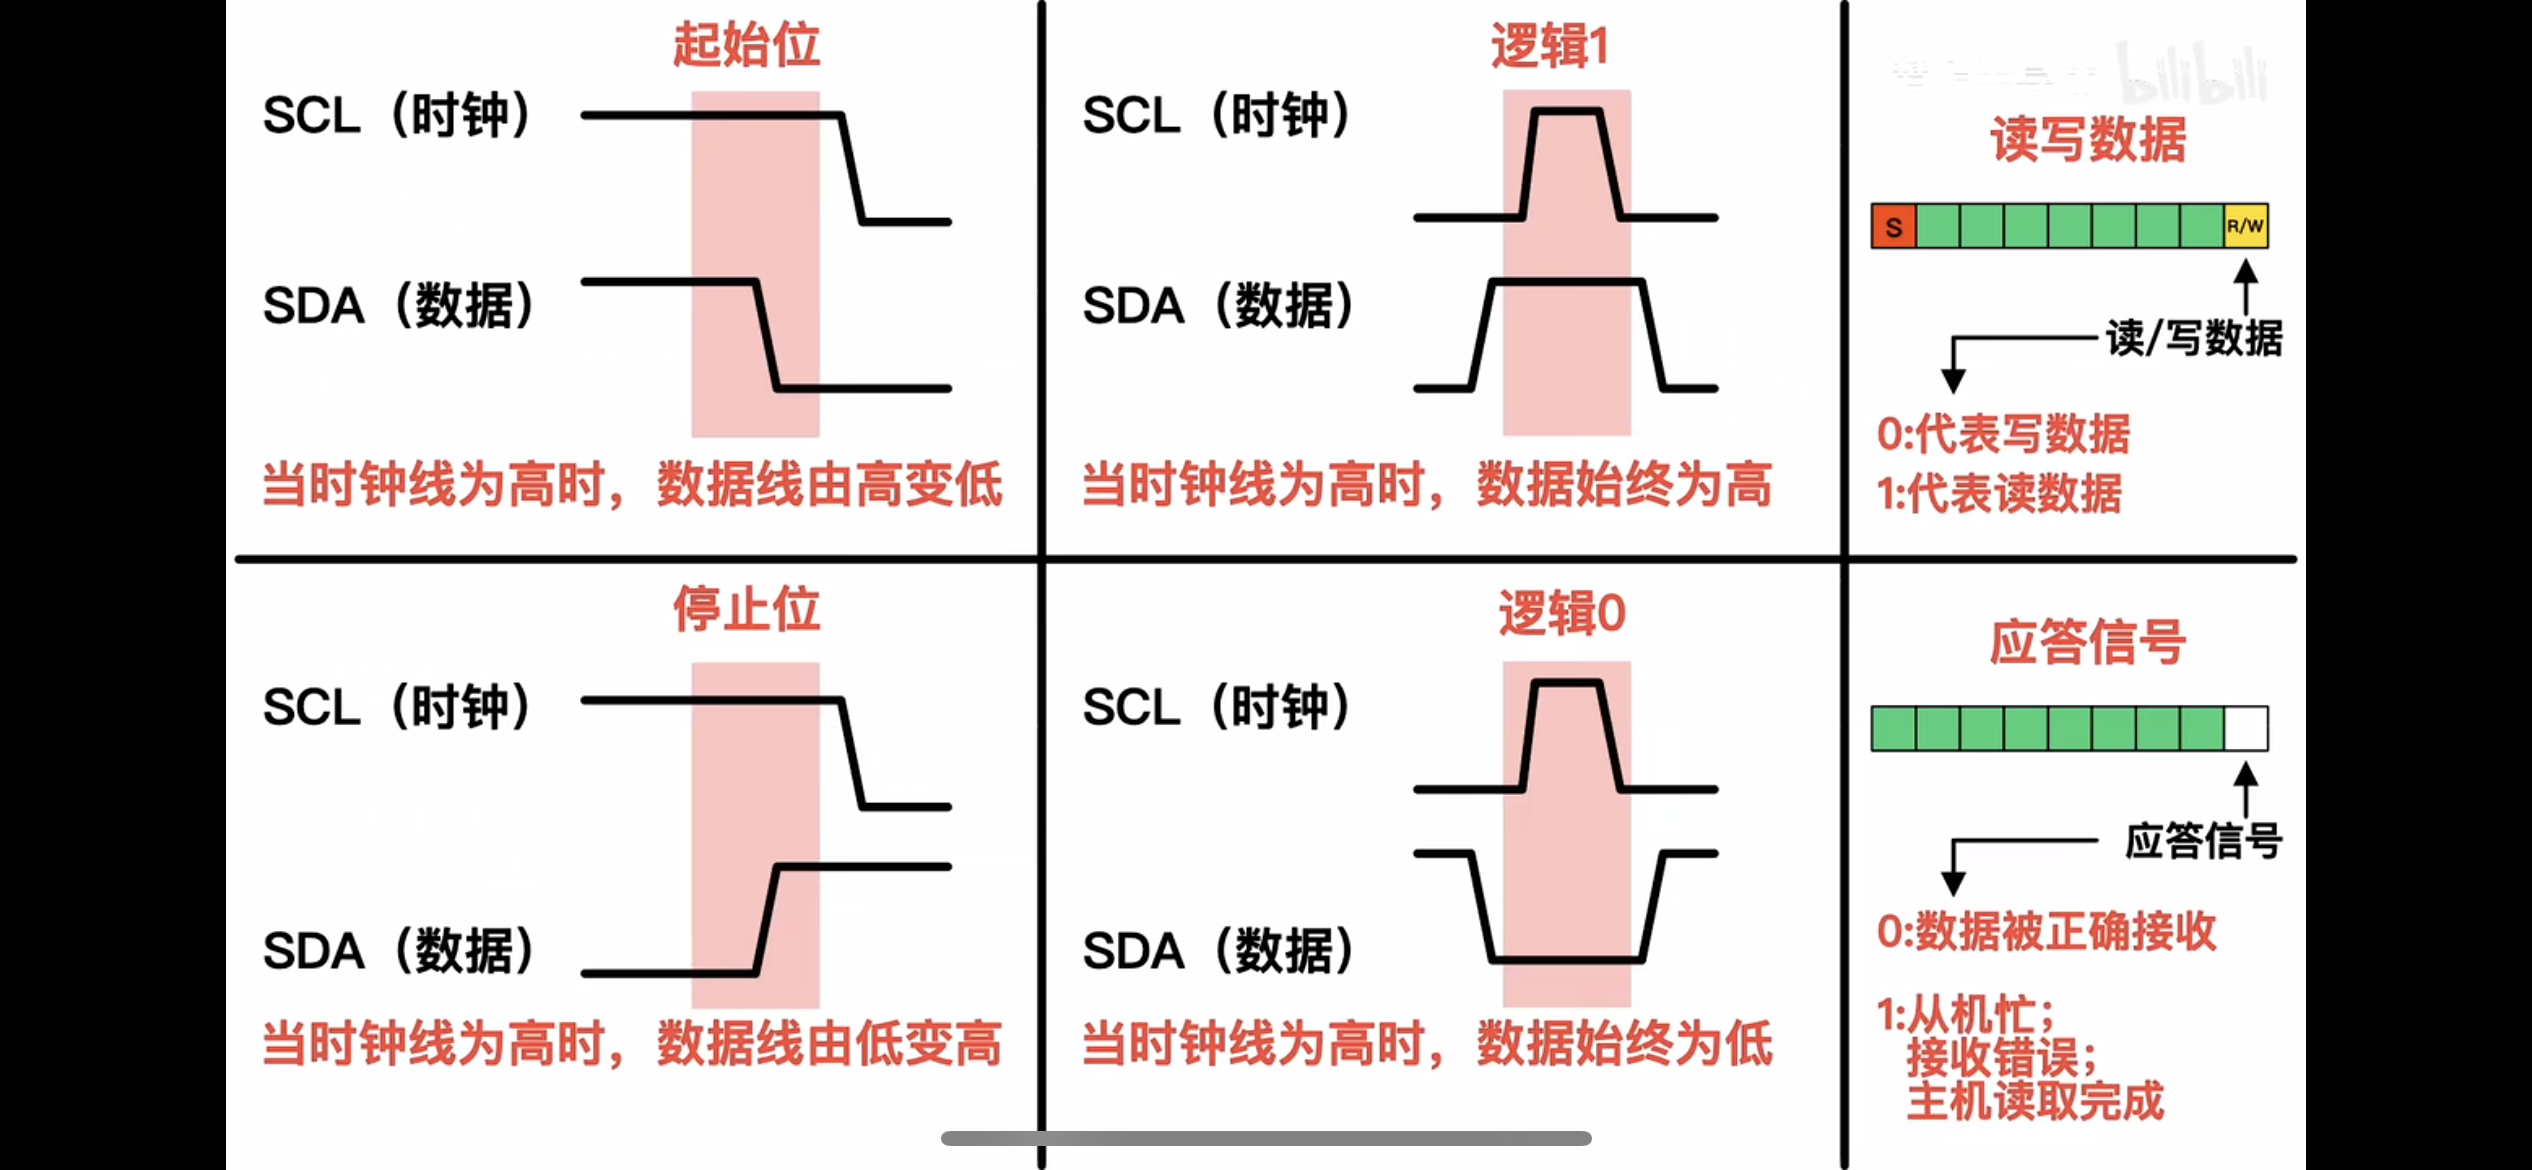 起始位
SCL（时钟）
SDA（数据）
当时钟线为高时，数据线由高变低
逻辑1
SCL（时钟）
SDA（数据）
当时钟线为高时，数据始终为高
bilibili
读写数据
S
R/W
读/写数据
0:代表写数据
1:代表读数据
停止位
SCL（时钟）
SDA（数据）
当时钟线为高时，数据线由低变高
逻辑0
SCL（时钟）
SDA（数据）
当时钟线为高时，数据始终为低
应答信号
应答信号
0:数据被正确接收
1:从机忙；
接收错误；
主机读取完成